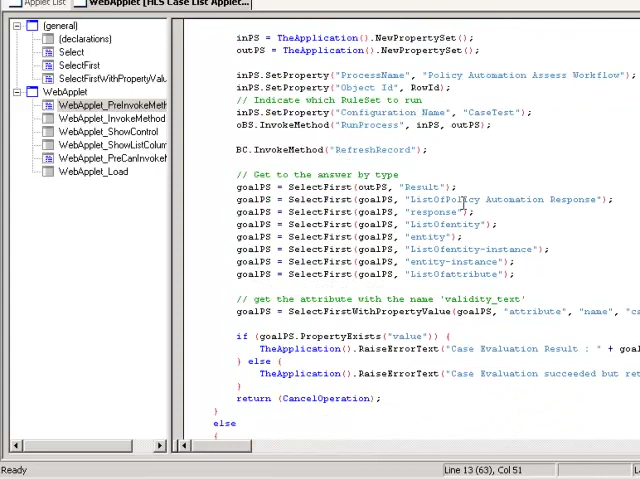 Applet List
WebApplet [HLS Case List Applet...
(general)
(declarations)
Select
SelectFirst
SelectFirstWithPropertyValu
WebApplet
WebApplet_PreInvokeMeth
WebApplet_InvokeMethod
WebApplet_ShowControl
WebApplet_ShowListColum
WebApplet_PreCanInvokeM
WebApplet_Load
inPS = TheApplication().NewPropertySet();
outPS = TheApplication().NewPropertySet();
inPS.SetProperty("ProcessName", "Policy Automation Assess Workflow");
inPS.SetProperty("Object Id", RowId);
// Indicate which RuleSet to run
inPS.SetProperty("Configuration Name", "CaseTest");
oBS.InvokeMethod("RunProcess", inPS, outPS);
BC.InvokeMethod("RefreshRecord");
// Get to the answer by type
goalPS = SelectFirst(outPS, "Result");
goalPS = SelectFirst(goalPS, "ListOfPolicy Automation Response");
goalPS = SelectFirst(goalPS, "response");
goalPS = SelectFirst(goalPS, "ListOfentity");
goalPS = SelectFirst(goalPS, "entity");
goalPS = SelectFirst(goalPS, "ListOfentity-instance");
goalPS = SelectFirst(goalPS, "entity-instance");
goalPS = SelectFirst(goalPS, "ListOfattribute");
// get the attribute with the name 'validity_text'
goalPS = SelectFirstWithPropertyValue(goalPS, "attribute", "name", "ca
if (goalPS.PropertyExists("value")) {
TheApplication().RaiseErrorText("Case Evaluation Result : " + goal
} else {
TheApplication().RaiseErrorText("Case Evaluation succeeded but ret
}
return (CancelOperation);
}
else
{
Ready
Line 13 (63), Col 51